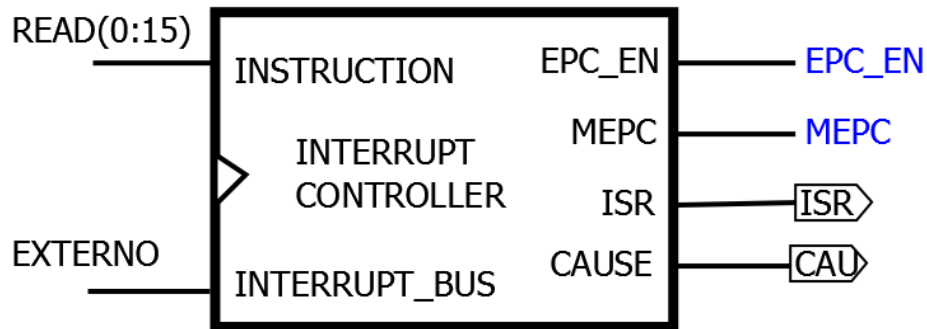 READ(0:15)
INSTRUCTION
EPC_EN
EPC_EN
MEPC
MEPC
INTERRUPT
CONTROLLER
ISR
ISR
EXTERNO
CAUSE
CAU
INTERRUPT_BUS